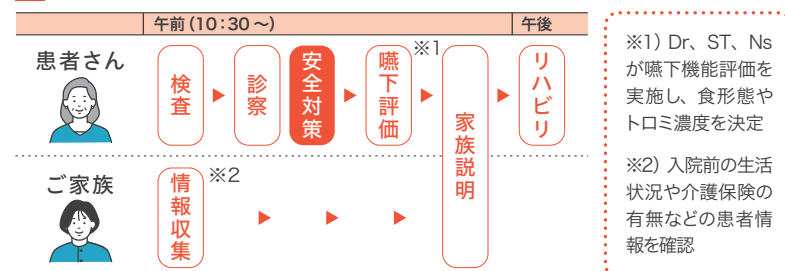 午前(10:30～)
午後
患者さん
検査
診察
安全対策
嚥下評価
※1
家族説明
リハビリ
ご家族
情報収集
※2
※1) Dr、ST、Ns
が嚥下機能評価を
実施し、食形態や
トロミ濃度を決定
※2) 入院前の生活
状況や介護保険の
有無などの患者情
報を確認